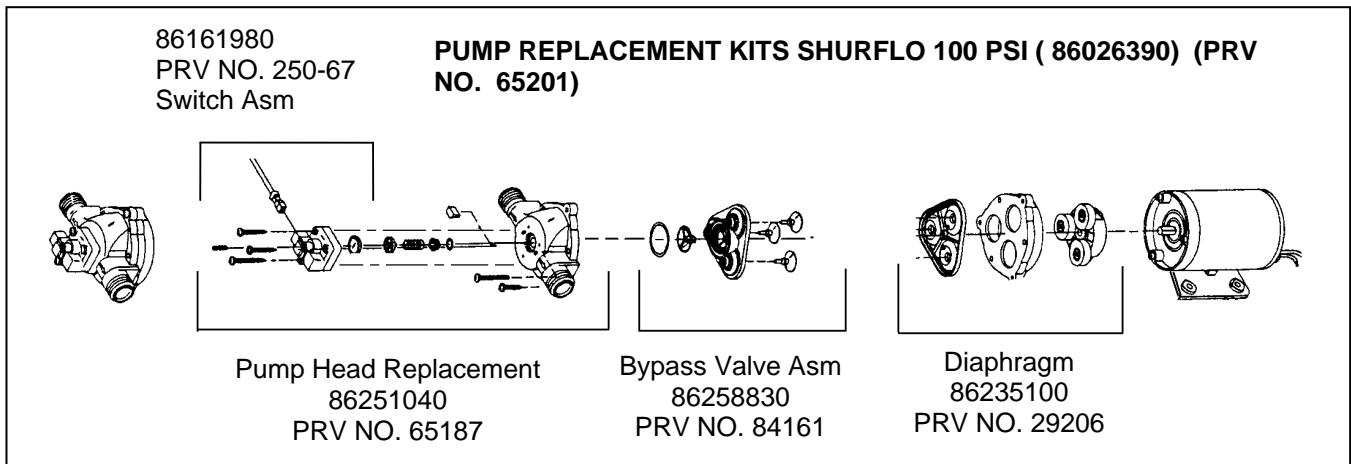 86161980
PRV NO. 250-67
Switch Asm
PUMP REPLACEMENT KITS SHURFLO 100 PSI ( 86026390) (PRV
NO. 65201)
Pump Head Replacement
86251040
PRV NO. 65187
Bypass Valve Asm
86258830
PRV NO. 84161
Diaphragm
86235100
PRV NO. 29206